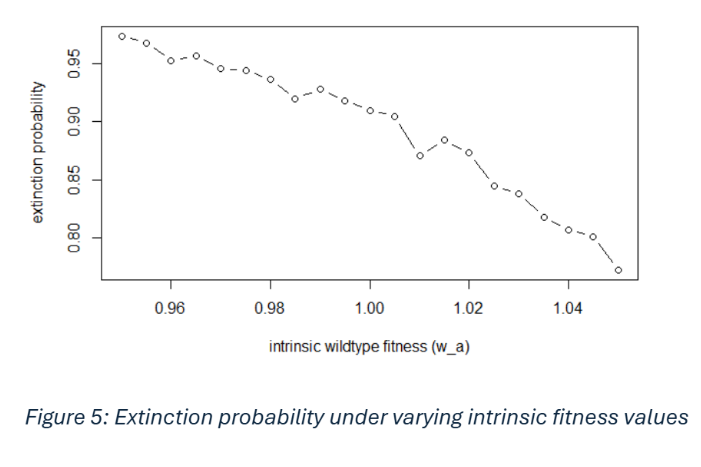 extinction probability
0.95
0.90
0.85
0.80
0.96 0.98 1.00 1.02 1.04
intrinsic wildtype fitness (w_a)
Figure 5: Extinction probability under varying intrinsic fitness values